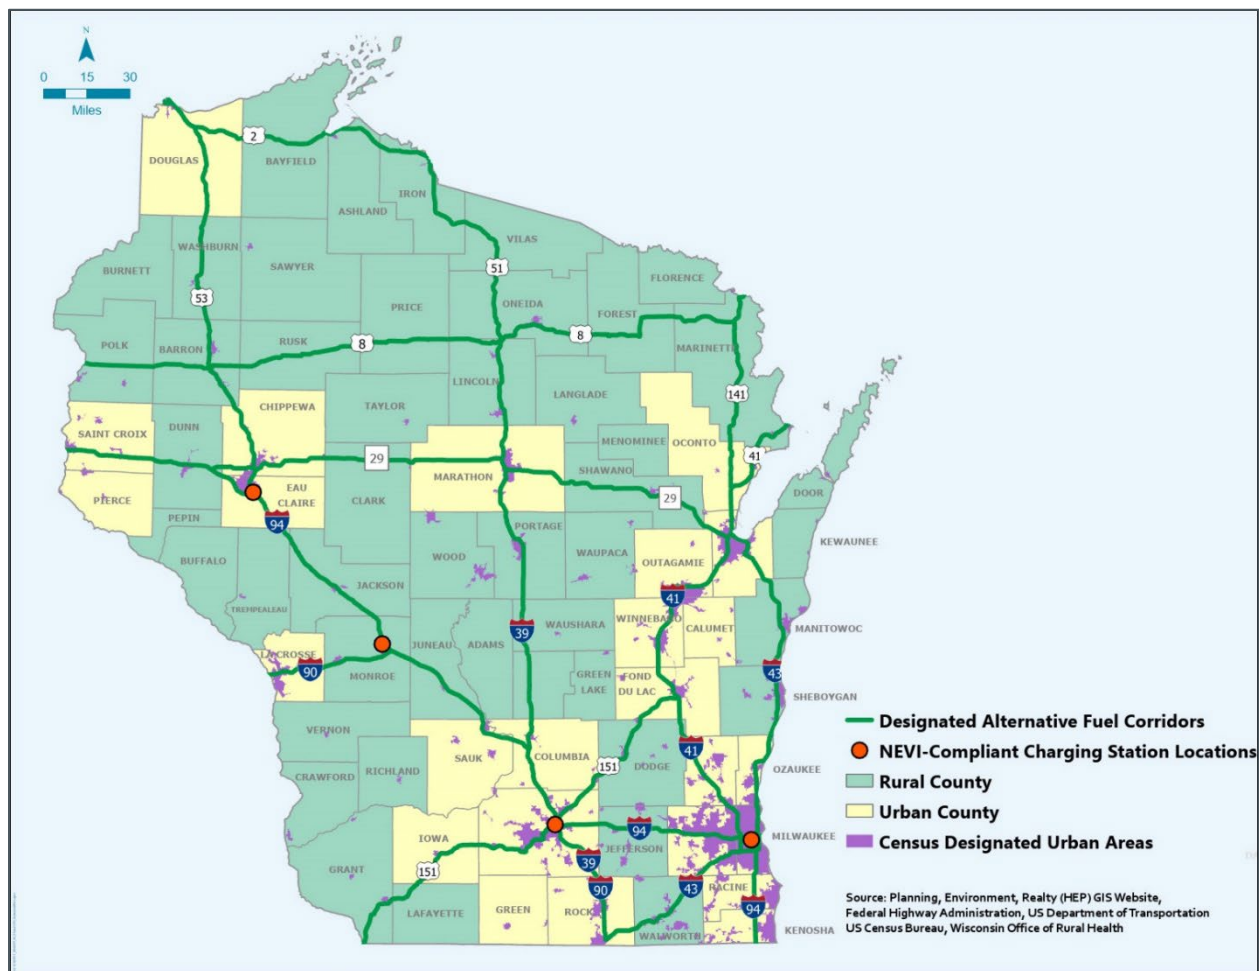 N
0 15 30
Miles
2
DOUGLAS
BAYFIELD
IRON
ASHLAND
VILAS
WASHBURN
SAWYER
BURNETT
51
FLORENCE
53
PRICE
ONEIDA
FOREST
8
8
RUSK
POLK
BARRON
MARINETTE
LINCOLN
LANGLADE
141
CHIPPEWA
TAYLOR
SAINT CROIX
DUNN
MENOMINEE
OCONTO
41
29
MARATHON
SHAWANO
EAU
CLAIRE
PIERCE
CLARK
29
DOOR
PEPIN
94
PORTAGE
KEWAUNEE
BUFFALO
WOOD
WAUPACA
OUTAGAMIE
JACKSON
41
TREMPEALEAU
WINNEBAGO
JUNEAU
ADAMS
39
WAUSHARA
CALUMET
MANITOWOC
LA CROSSE
90
MONROE
GREEN
LAKE
FOND
DU LAC
43
SHEBOYGAN
VERNON
41
SAUK
COLUMBIA
151
DODGE
OZAUKEE
CRAWFORD
RICHLAND
94
MILWAUKEE
IOWA
JEFFERSON
39
151
GRANT
90
43
RACINE
LAFAYETTE
GREEN
ROCK
94
WALWORTH
KENOSHA
Designated Alternative Fuel Corridors
NEVI-Compliant Charging Station Locations
Rural County
Urban County
Census Designated Urban Areas
Source: Planning, Environment, Realty (HEP) GIS Website,
Federal Highway Administration, US Department of Transportation
US Census Bureau, Wisconsin Office of Rural Health